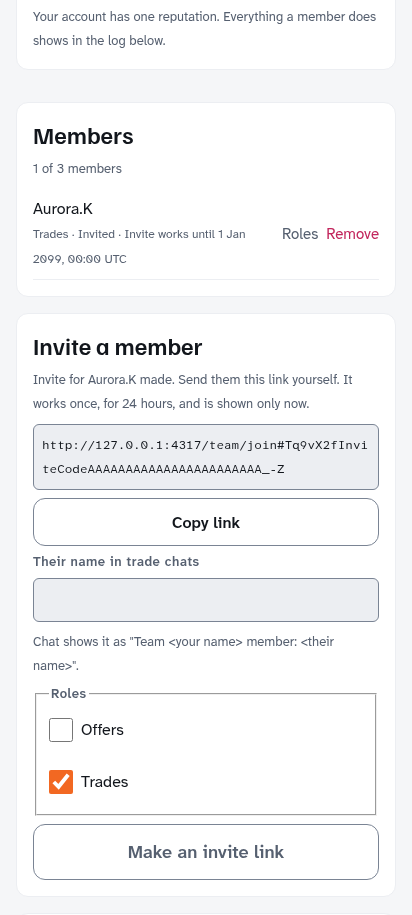 Your account has one reputation. Everything a member does
shows in the log below.
Members
1 of 3 members
Aurora.K
Trades · Invited · Invite works until 1 Jan
2099, 00:00 UTC
Roles Remove
Invite a member
Invite for Aurora.K made. Send them this link yourself. It
works once, for 24 hours, and is shown only now.
http://127.0.0.1:4317/team/join#Tq9vX2fInvi
teCodeAAAAAAAAAAAAAAAAAAAAAAA_-Z
Copy link
Their name in trade chats
Chat shows it as "Team <your name> member: <their
name>".
Roles
Offers
Trades
Make an invite link